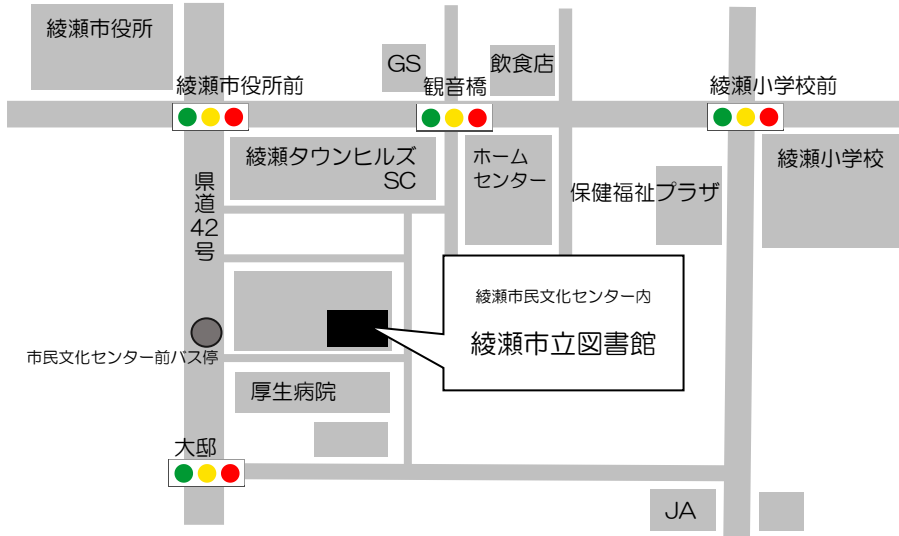 綾瀬市役所
GS
飲食店
綾瀬市役所前
観音橋
綾瀬小学校前
綾瀬タウンヒルズ
SC
ホーム
センター
綾瀬小学校
保健福祉プラザ
県道42号
綾瀬市民文化センター内
綾瀬市立図書館
市民文化センター前バス停
厚生病院
大邸
JA